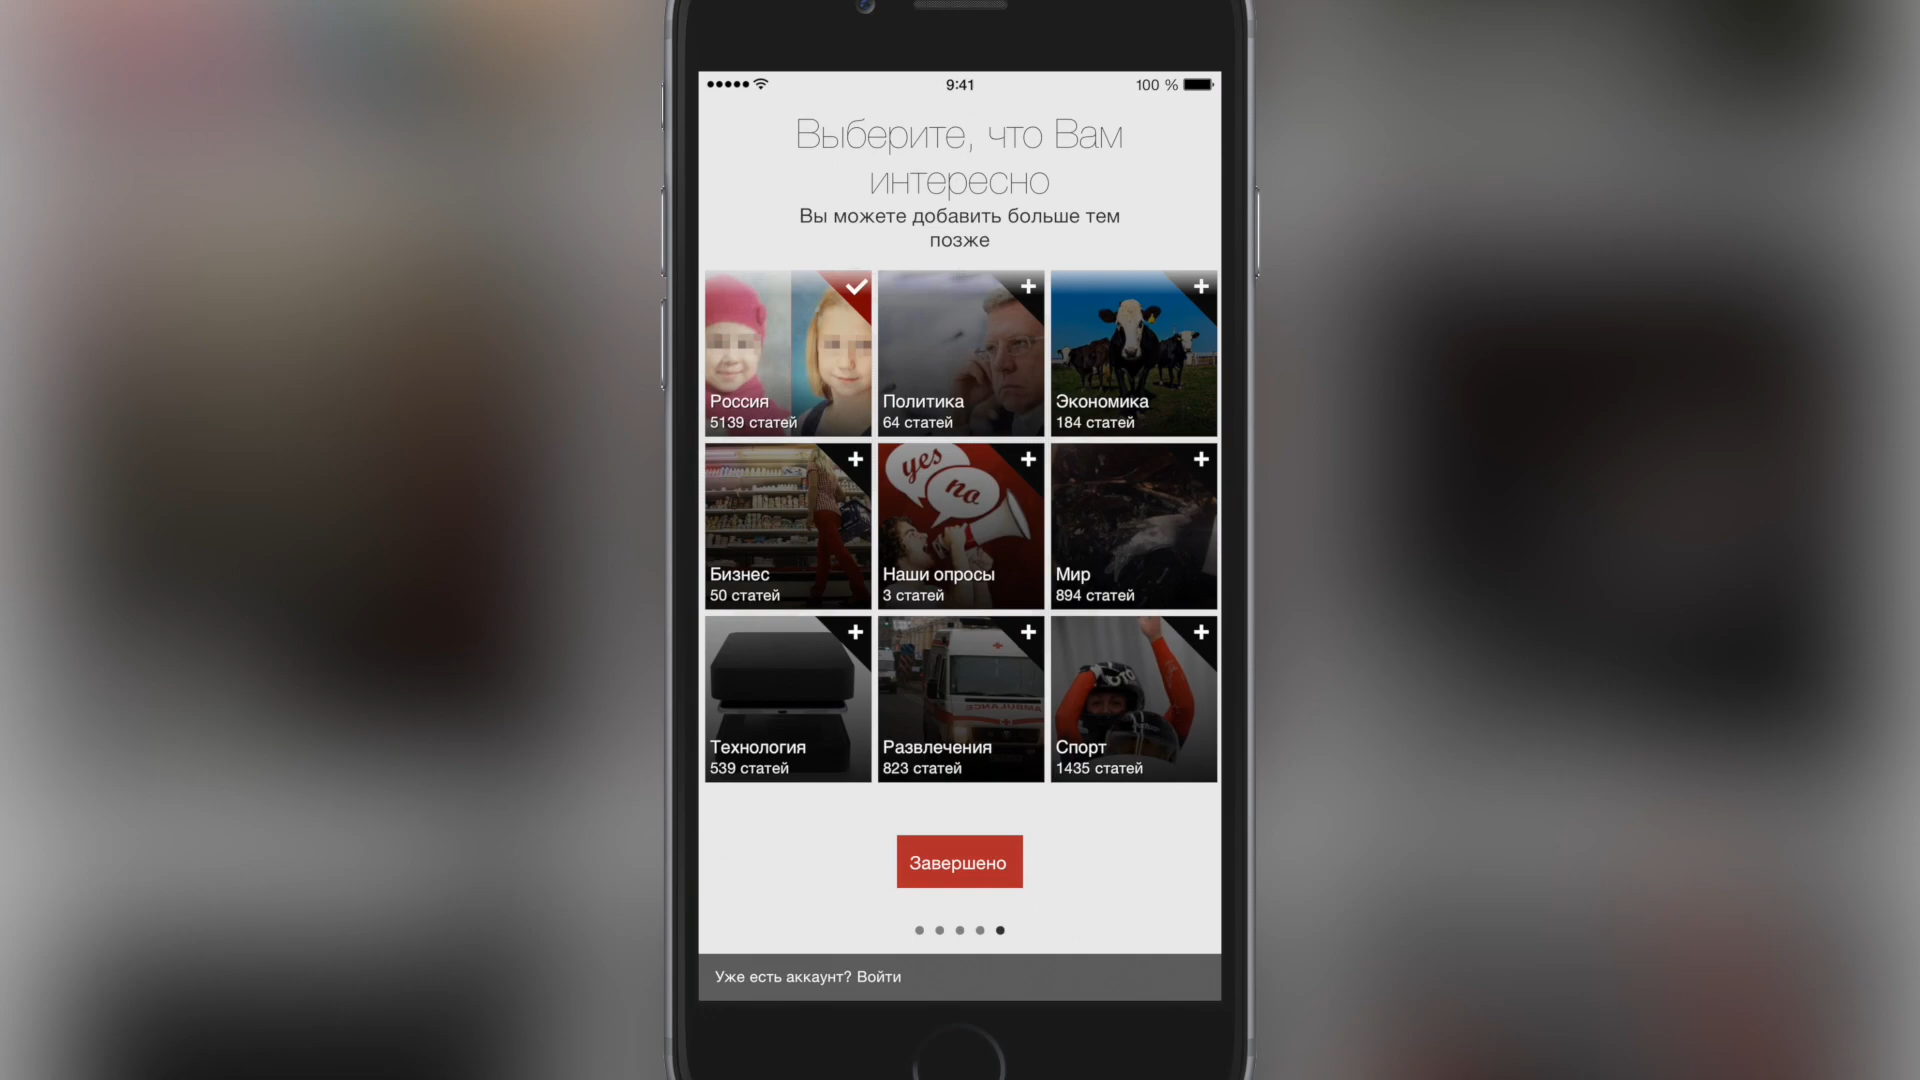 9:41
100 %
Выберите, что Вам
интересно
Вы можете добавить больше тем
позже
Россия
5139 статей
Политика
64 статей
Экономика
184 статей
Бизнес
50 статей
yes
no
Наши опросы
3 статей
Мир
894 статей
Технология
539 статей
AMBULANCE
Развлечения
823 статей
Спорт
1435 статей
Завершено
Уже есть аккаунт? Войти